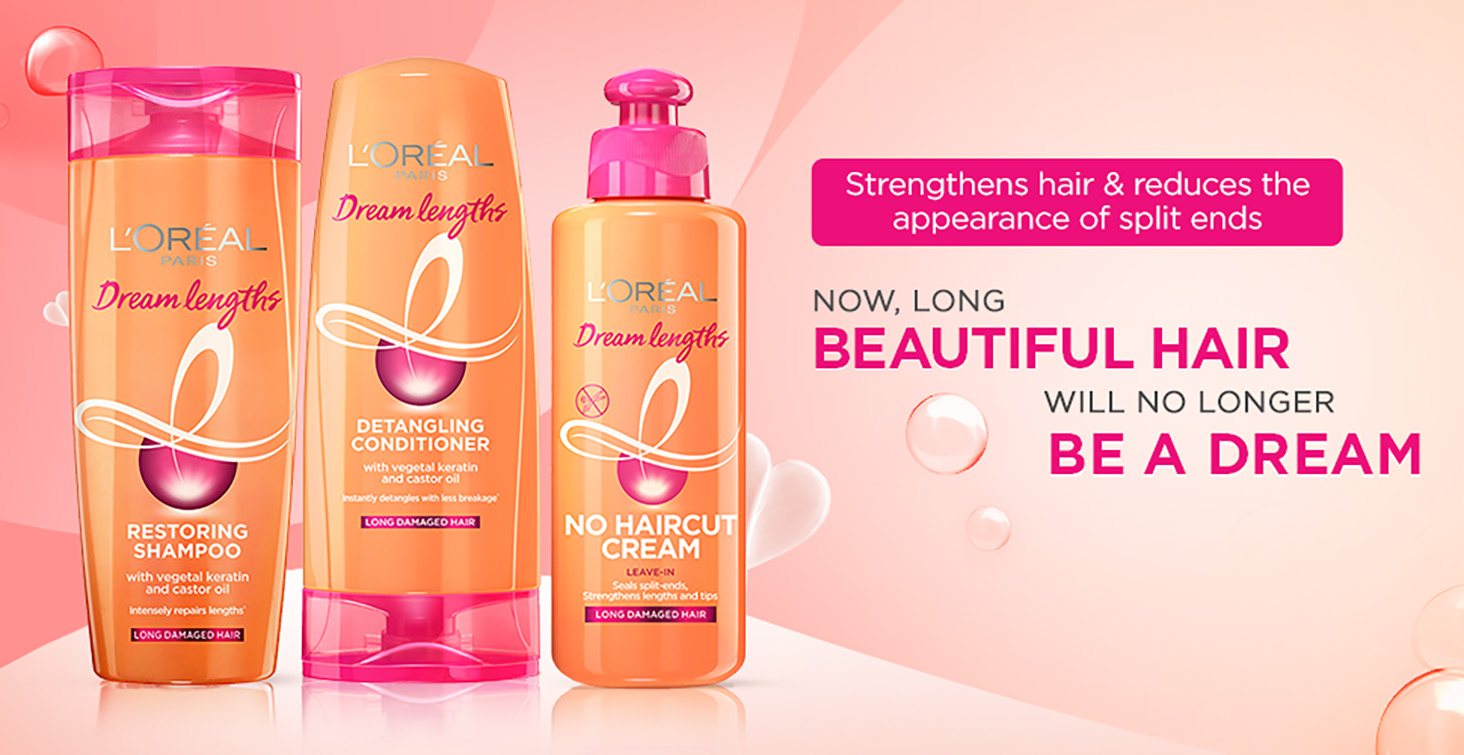 L'ORÉAL
PARIS
Dream lengths
RESTORING
SHAMPOO
with vegetal keratin
and castor oil
Intensely repairs lengths*
LONG DAMAGED HAIR
L'ORÉAL
PARIS
Dream lengths
DETANGLING
CONDITIONER
with vegetal keratin
and castor oil
Instantly detangles with less breakage*
LONG DAMAGED HAIR
L'ORÉAL
PARIS
Dream lengths
NO HAIRCUT
CREAM
LEAVE-IN
Seals split-ends,
Strengthens lengths and tips
LONG DAMAGED HAIR
Strengthens hair & reduces the
appearance of split ends
NOW, LONG
BEAUTIFUL HAIR
WILL NO LONGER
BE A DREAM